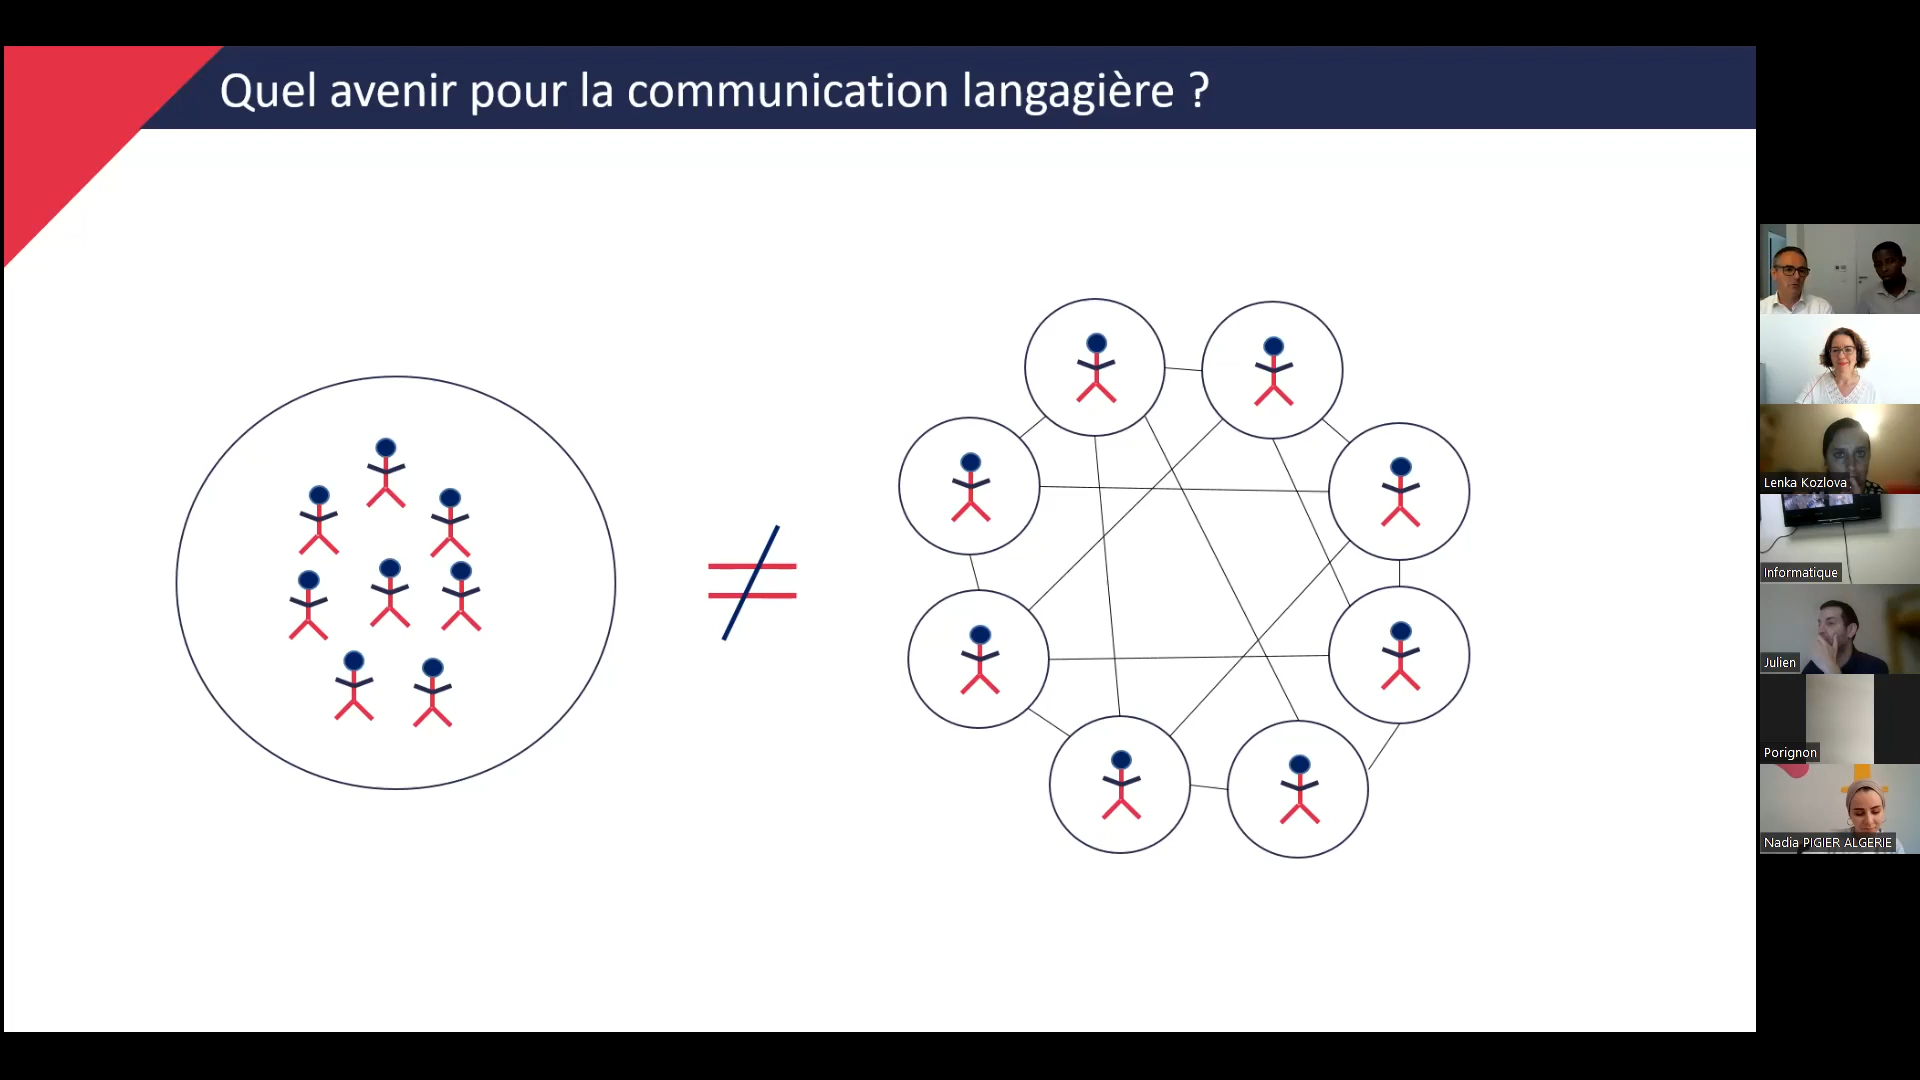 Quel avenir pour la communication langagière ?
Lenka Kozlova
Informatique
Julien
Porignon
Nadia PIGIER ALGERIE